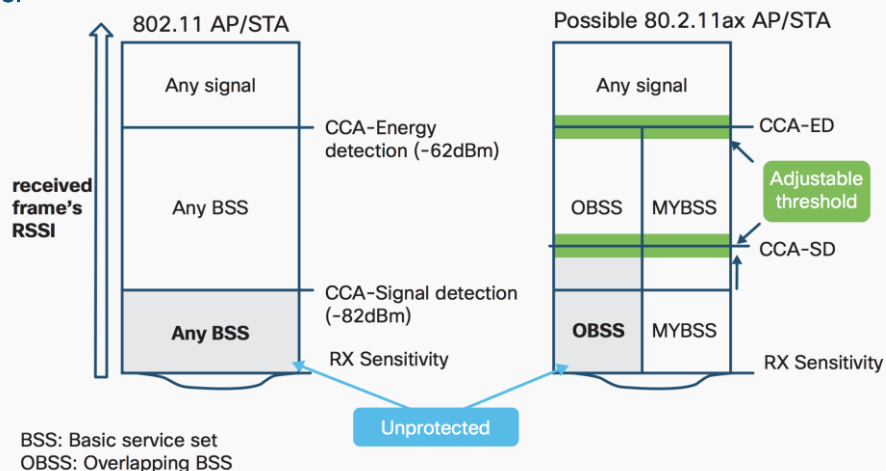 802.11 AP/STA
Any signal
CCA-Energy
detection (-62dBm)
received
frame's
RSSI
Any BSS
CCA-Signal detection
(-82dBm)
Any BSS
RX Sensitivity
Possible 80.2.11ax AP/STA
Any signal
CCA-ED
Adjustable
threshold
OBSS
MYBSS
CCA-SD
OBSS
MYBSS
RX Sensitivity
Unprotected
BSS: Basic service set
OBSS: Overlapping BSS